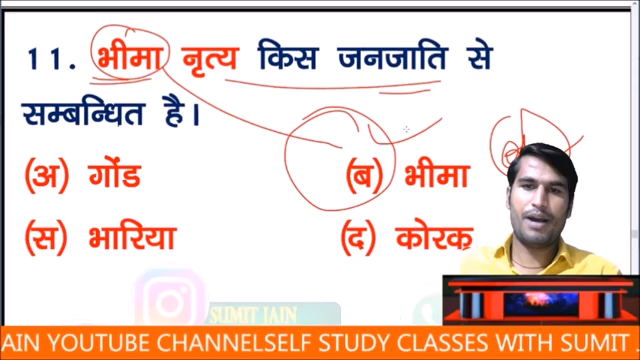 11. भीमा नृत्य किस जनजाति से
सम्बन्धित है।
(अ) गोंड (ब) भीमा
(स) भारिया (द) कोरकू
SUMIT JAIN
AIN YOUTUBE CHANNELSELF STUDY CLASSES WITH SUMIT